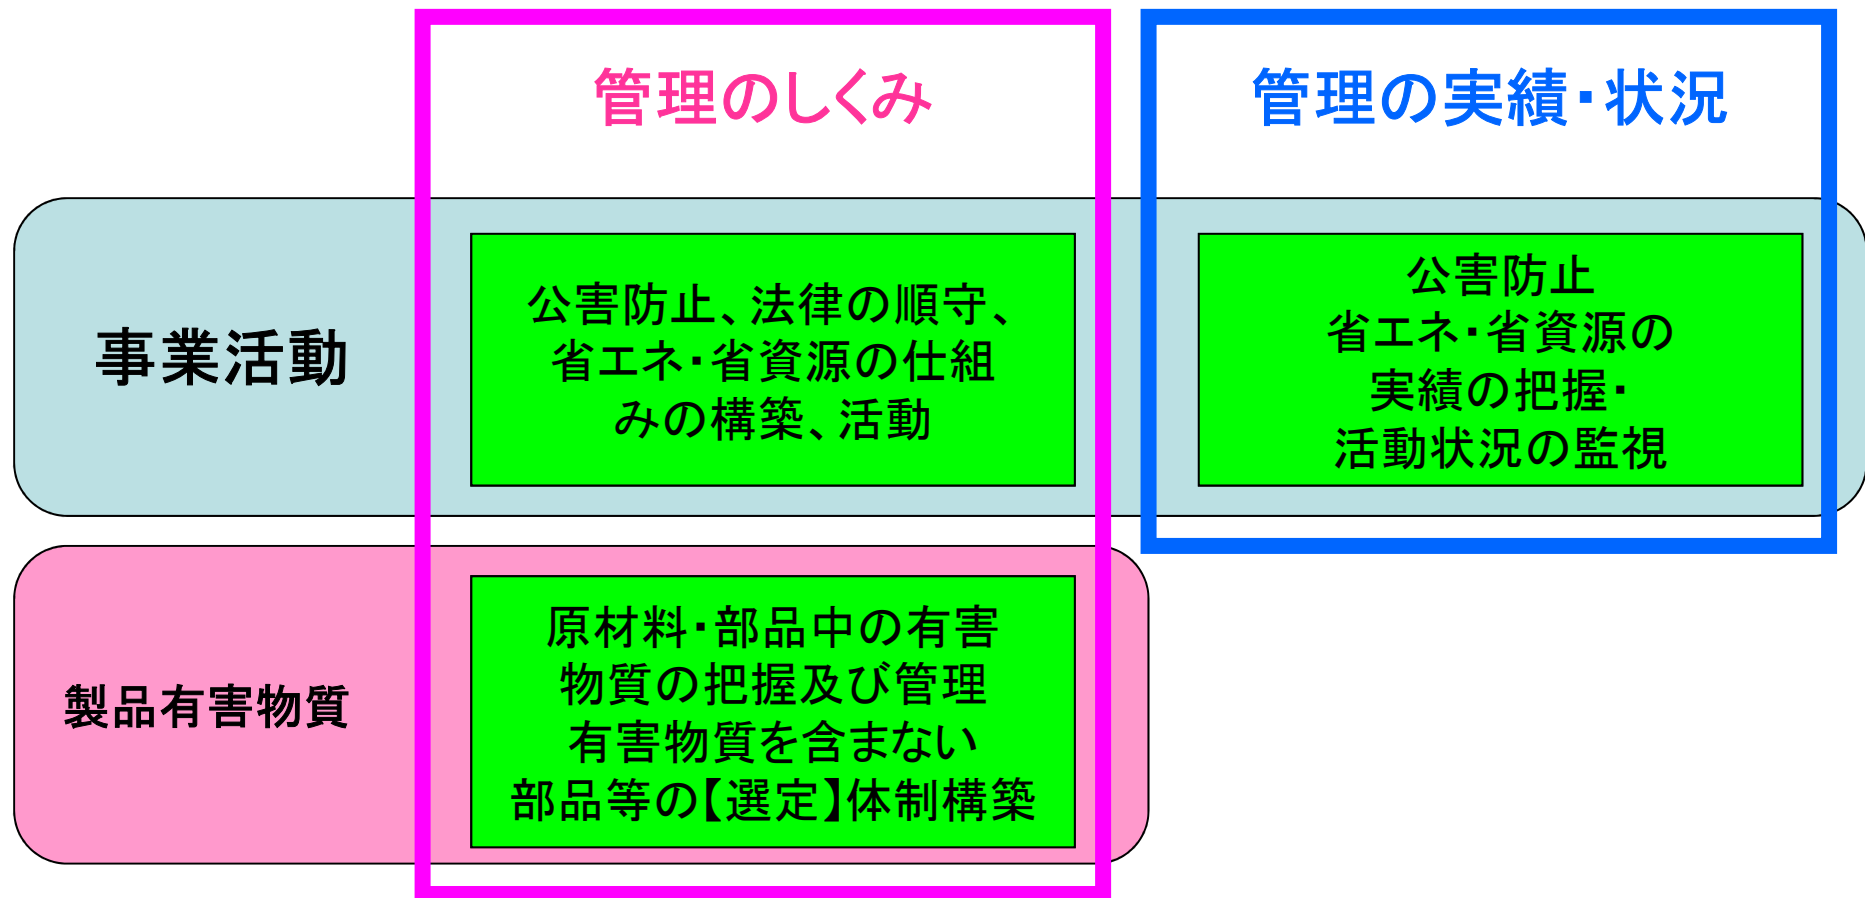 管理のしくみ
管理の実績・状況
事業活動
公害防止、法律の順守、
省エネ・省資源の仕組
みの構築、活動
公害防止
省エネ・省資源の
実績の把握・
活動状況の監視
製品有害物質
原材料・部品中の有害
物質の把握及び管理
有害物質を含まない
部品等の【選定】体制構築